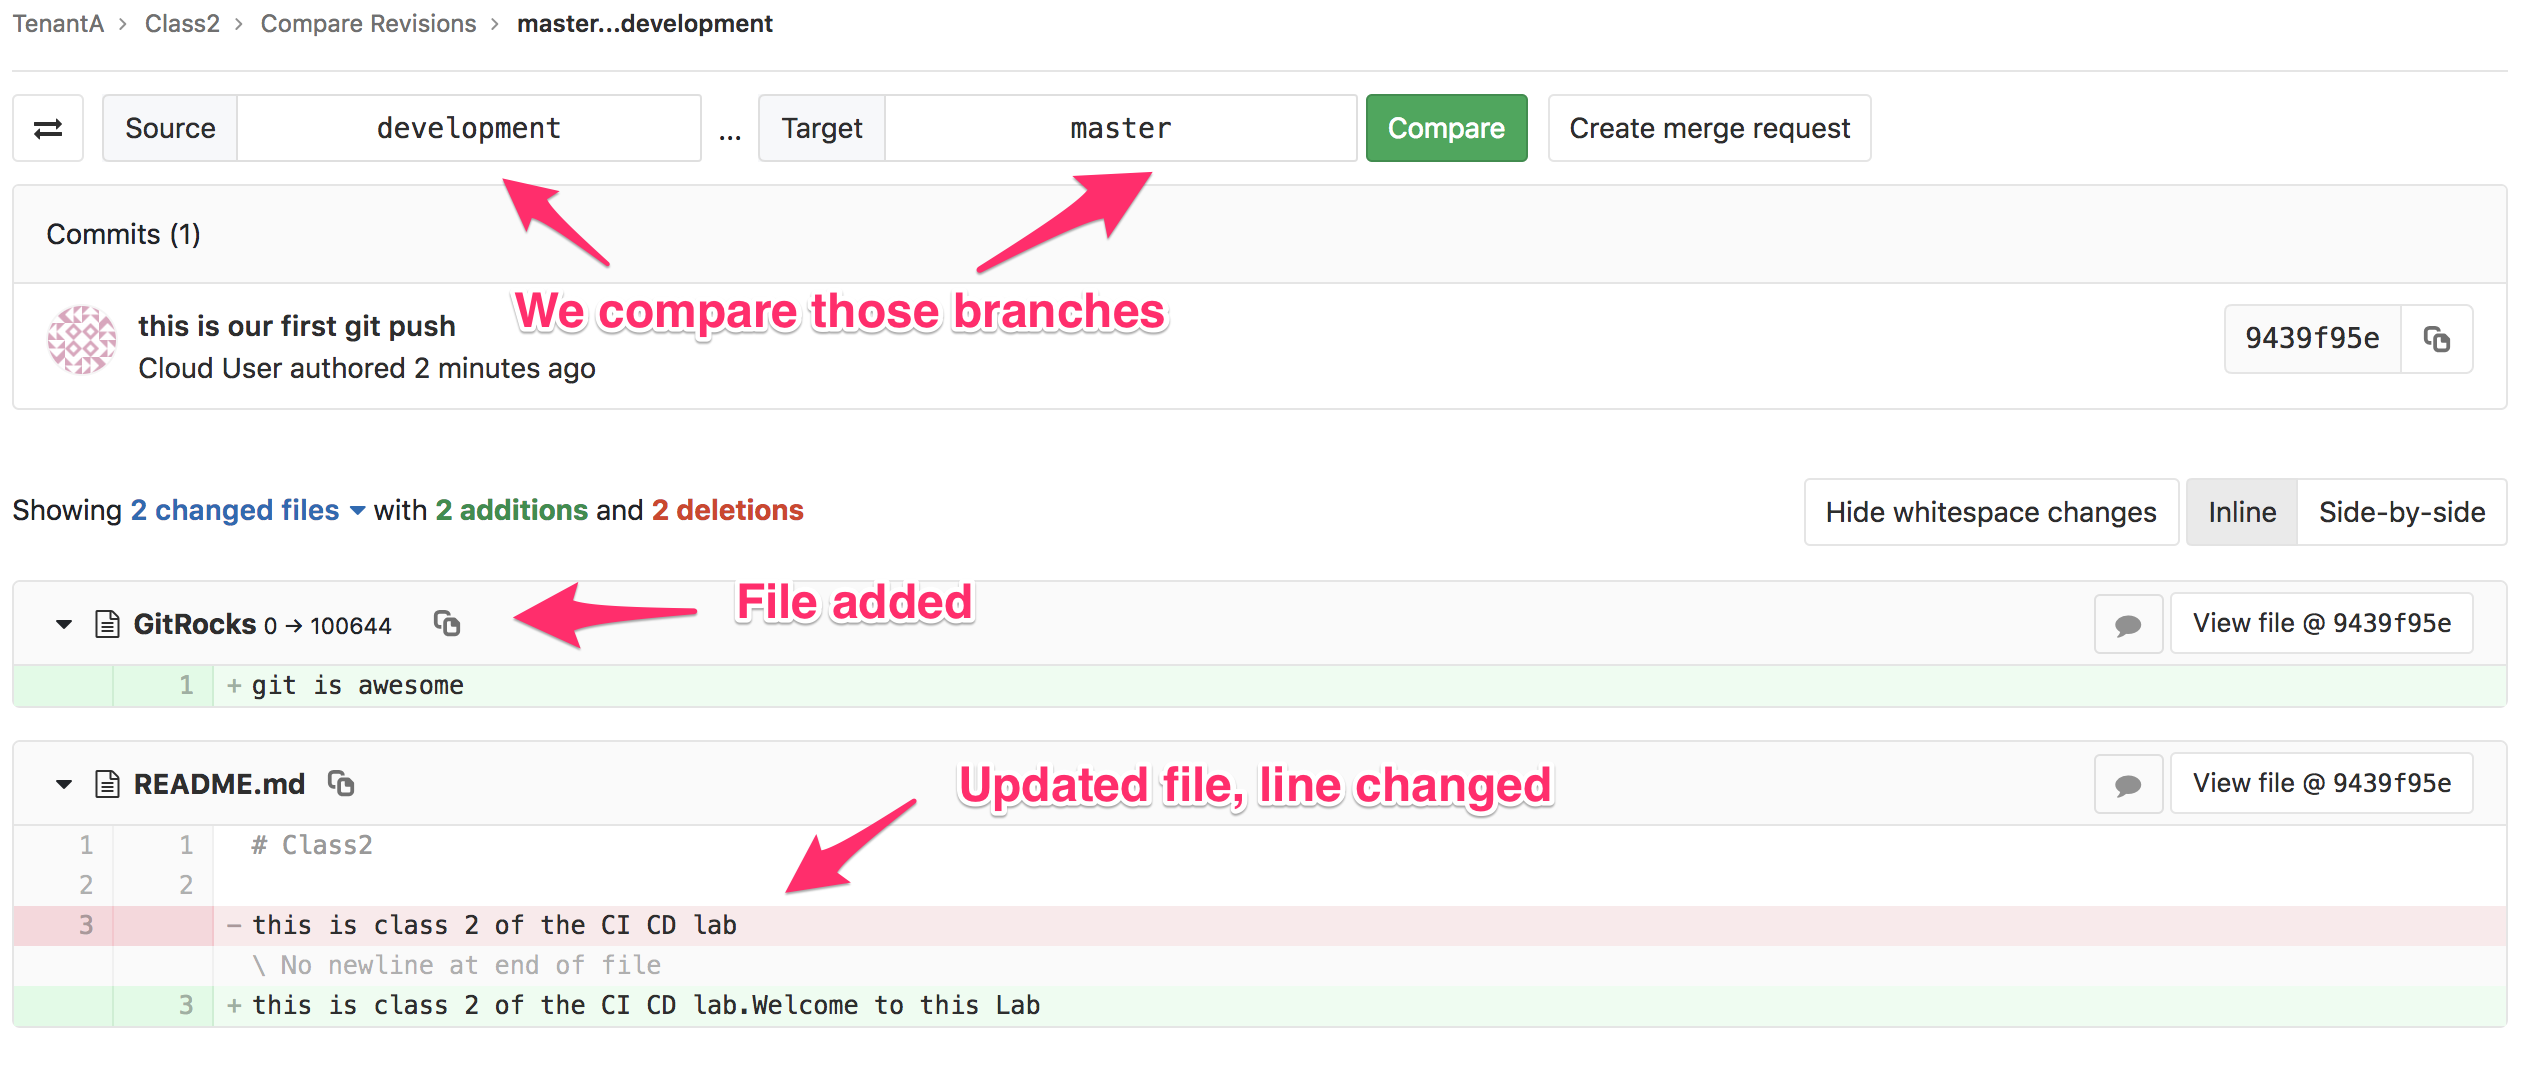 TenantA > Class2 > Compare Revisions > master...development
Source development ... Target master Compare Create merge request
Commits (1)
We compare those branches
this is our first git push
Cloud User authored 2 minutes ago
9439f95e
Showing 2 changed files with 2 additions and 2 deletions
Hide whitespace changes Inline Side-by-side
File added
GitRocks 0 → 100644
View file @ 9439f95e
1 + git is awesome
Updated file, line changed
README.md
View file @ 9439f95e
1 1 # Class2
2 2
3 - this is class 2 of the CI CD lab
\ No newline at end of file
3 + this is class 2 of the CI CD lab.Welcome to this Lab